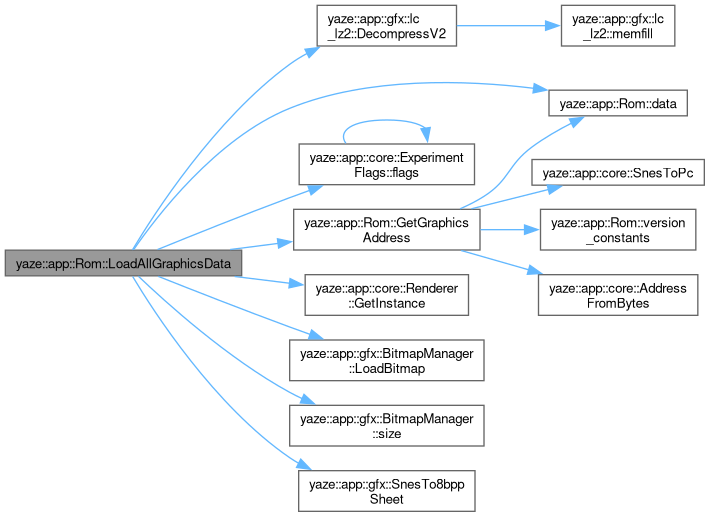 yaze::app::gfx::lc
_lz2::DecompressV2
yaze::app::gfx::lc
_lz2::memfill
yaze::app::Rom::data
yaze::app::core::Experiment
Flags::flags
yaze::app::core::SnesToPc
yaze::app::Rom::GetGraphics
Address
yaze::app::Rom::version
_constants
yaze::app::Rom::LoadAllGraphicsData
yaze::app::core::Renderer
::GetInstance
yaze::app::core::Address
FromBytes
yaze::app::gfx::BitmapManager
::LoadBitmap
yaze::app::gfx::BitmapManager
::size
yaze::app::gfx::SnesTo8bpp
Sheet